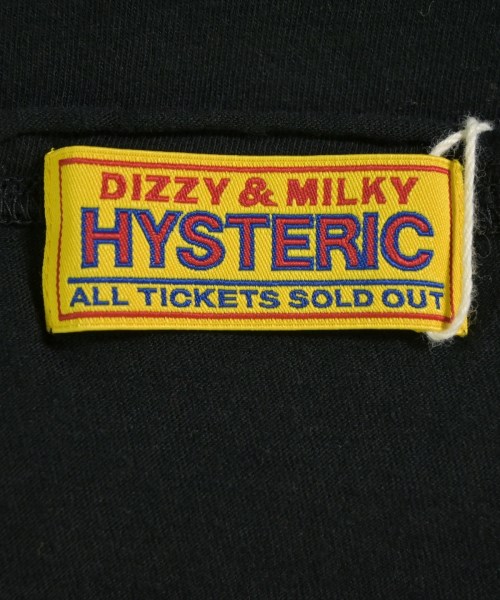 DIZZY & MILKY
HYSTERIC
ALL TICKETS SOLD OUT